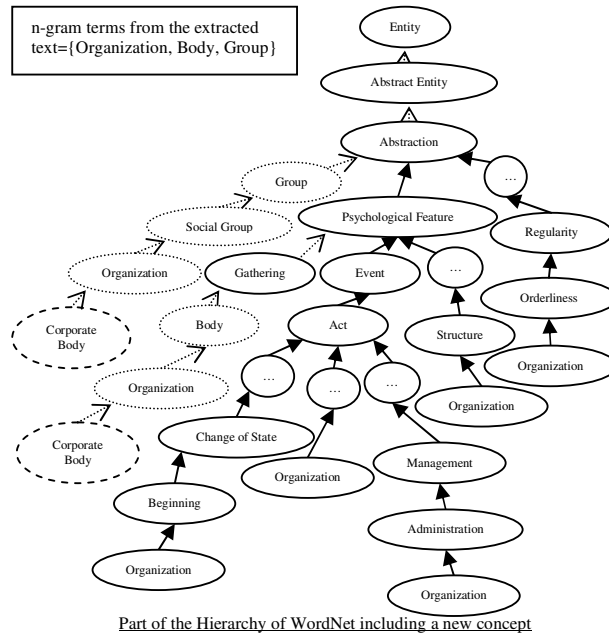 n-gram terms from the extracted
text={Organization, Body, Group}
Entity
Abstract Entity
Abstraction
Group
...
Social Group
Psychological Feature
Regularity
Organization
Gathering
Event
...
Orderliness
Corporate
Body
Body
Act
Structure
Organization
Organization
...
...
...
Organization
Corporate
Body
Change of State
Organization
Management
Beginning
Administration
Organization
Organization
Part of the Hierarchy of WordNet including a new concept